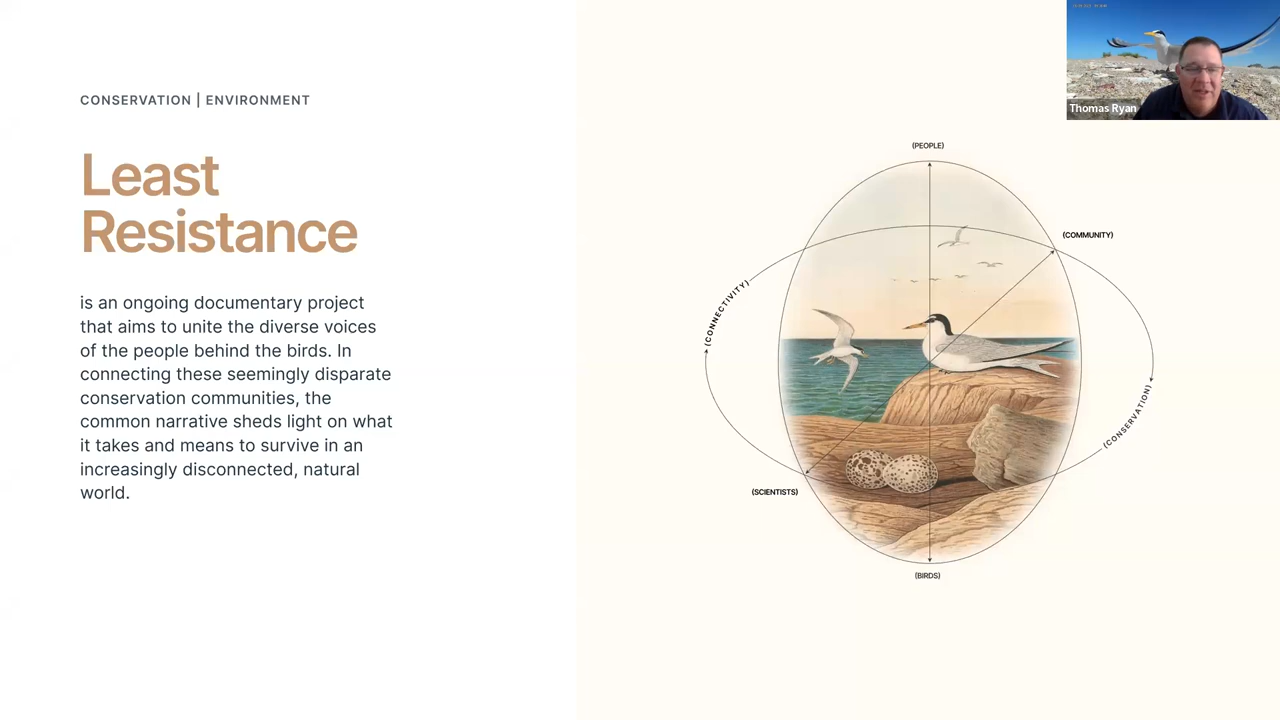 CONSERVATION | ENVIRONMENT
Least
Resistance
is an ongoing documentary project
that aims to unite the diverse voices
of the people behind the birds. In
connecting these seemingly disparate
conservation communities, the
common narrative sheds light on what
it takes and means to survive in an
increasingly disconnected, natural
world.
(PEOPLE)
(COMMUNITY)
(CONNECTIVITY)
(CONSERVATION)
(SCIENTISTS)
(BIRDS)
Thomas Ryan